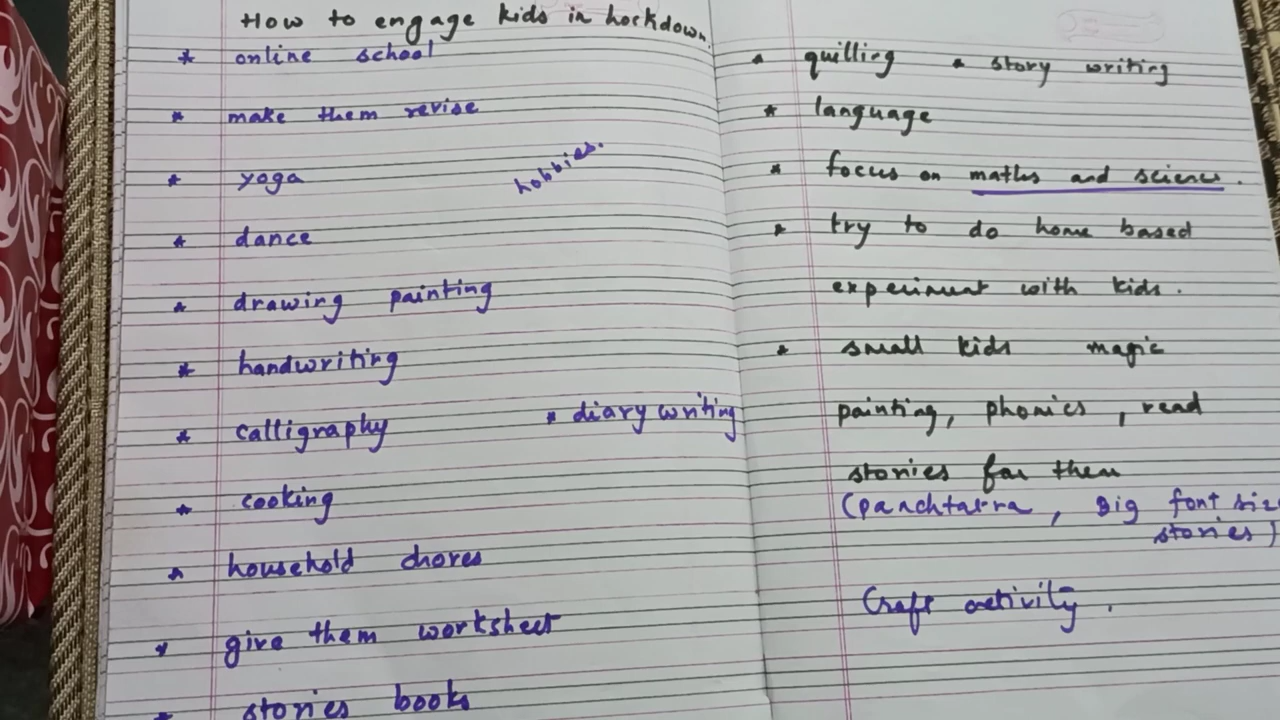 How to engage kids in lockdown.
* online school
* make them revise
* yoga
hobbies.
* dance
* drawing painting
* handwriting
* calligraphy
* diary writing
* cooking
* household chores
* give them worksheet
* stories books
* quilling * story writing
* language
* focus on maths and science.
* try to do home based
experiment with kids.
* small kids magic
painting, phonics, read
stories for them
(panchtatra, Big font siz
stories)
Craft activity.